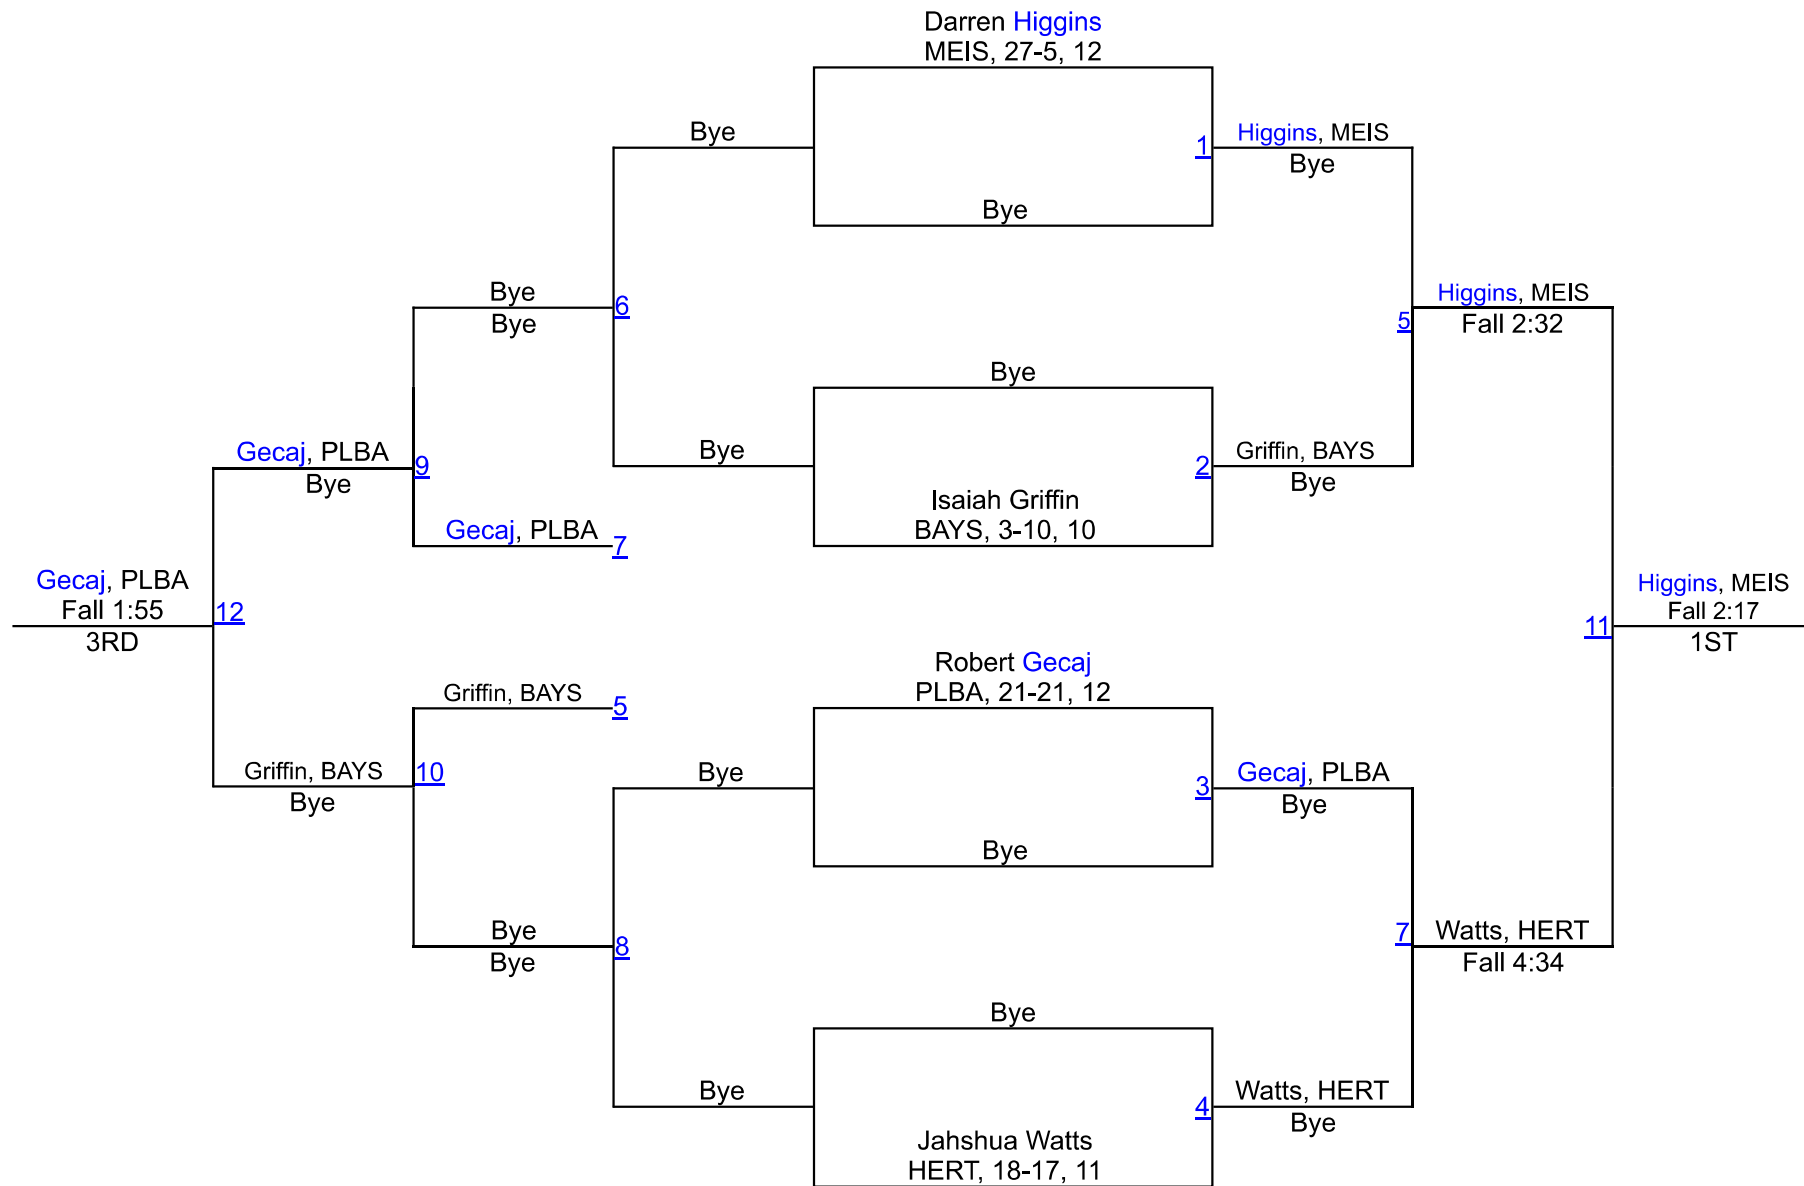 Darren Higgins
MEIS, 27-5, 12
Bye
1
Higgins, MEIS
Bye
Bye
Bye
Bye
6
5
Higgins, MEIS
Fall 2:32
Bye
Gecaj, PLBA
Bye
9
Bye
2
Griffin, BAYS
Bye
Isaiah Griffin
BAYS, 3-10, 10
Gecaj, PLBA
7
Gecaj, PLBA
Fall 1:55
3RD
12
11
Higgins, MEIS
Fall 2:17
1ST
Robert Gecaj
PLBA, 21-21, 12
Griffin, BAYS
5
Griffin, BAYS
Bye
10
Bye
3
Gecaj, PLBA
Bye
Bye
Bye
Bye
8
7
Watts, HERT
Fall 4:34
Bye
Bye
4
Watts, HERT
Bye
Jahshua Watts
HERT, 18-17, 11